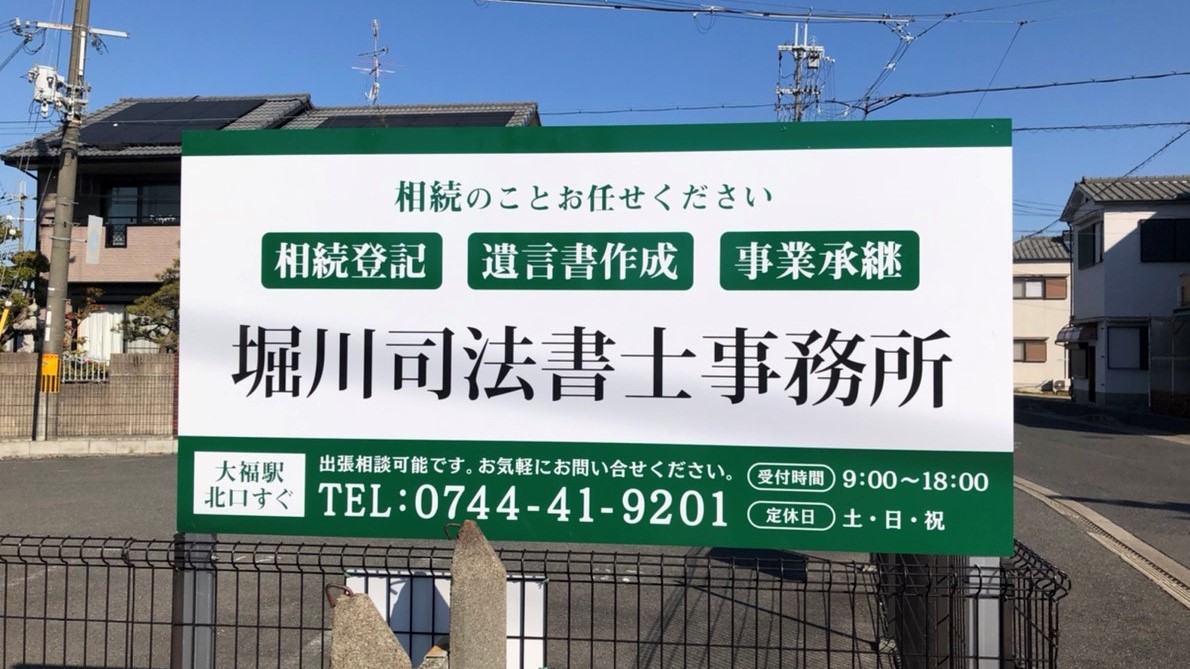 相続のことお任せください
相続登記 遺言書作成 事業承継
堀川司法書士事務所
大福駅
北口すぐ
出張相談可能です。お気軽にお問い合せください。
TEL:0744-41-9201
受付時間 9:00～18:00
定休日 土・日・祝